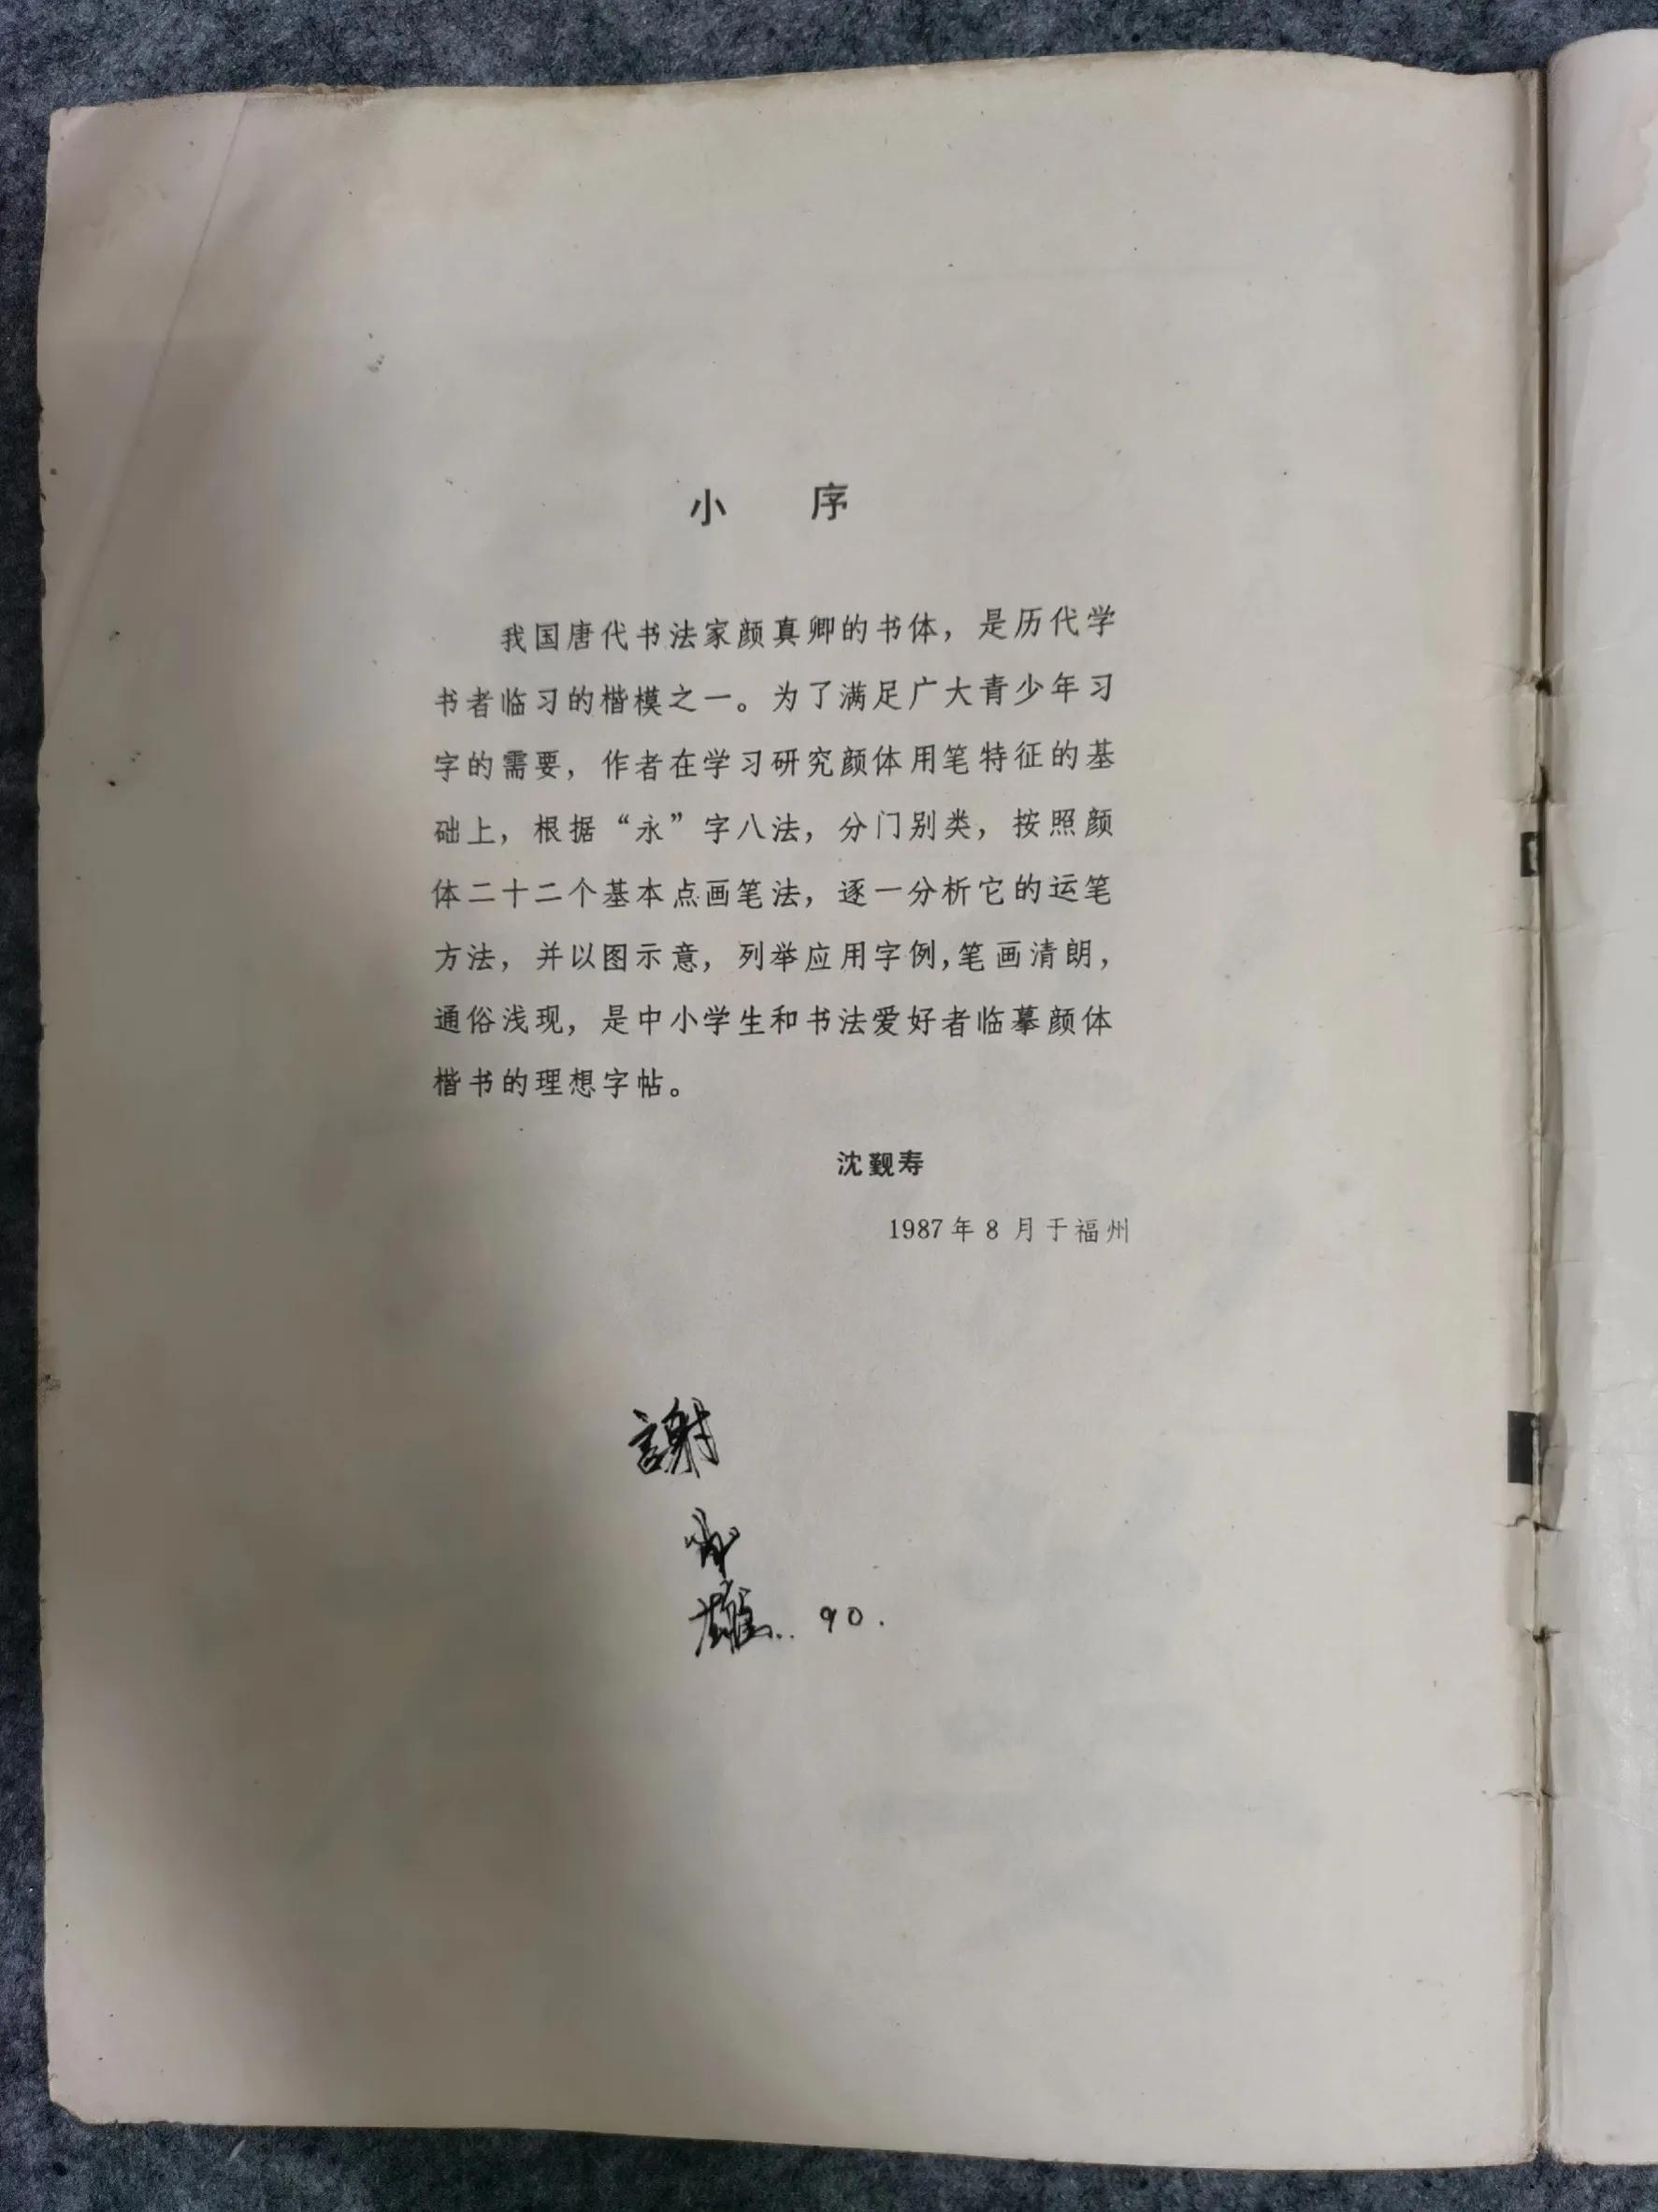 小 序
我国唐代书法家颜真卿的书体，是历代学
书者临习的楷模之一。为了满足广大青少年习
字的需要，作者在学习研究颜体用笔特征的基
础上，根据“永”字八法，分门别类，按照颜
体二十二个基本点画笔法，逐一分析它的运笔
方法，并以图示意，列举应用字例，笔画清朗，
通俗浅现，是中小学生和书法爱好者临摹颜体
楷书的理想字帖。
沈觐寿
1987年8月于福州
謝
雄 90.